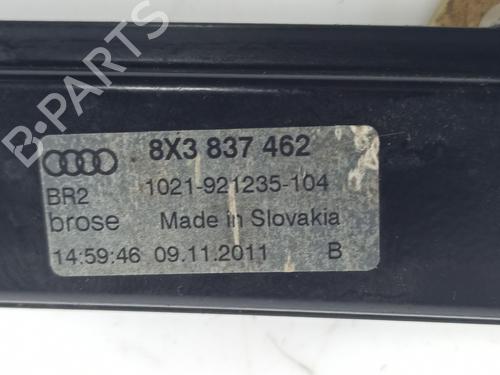 B-PARTS
8X3 837 462
BR2 1021-921235-104
brose Made in Slovakia
14:59:46 09.11.2011 B